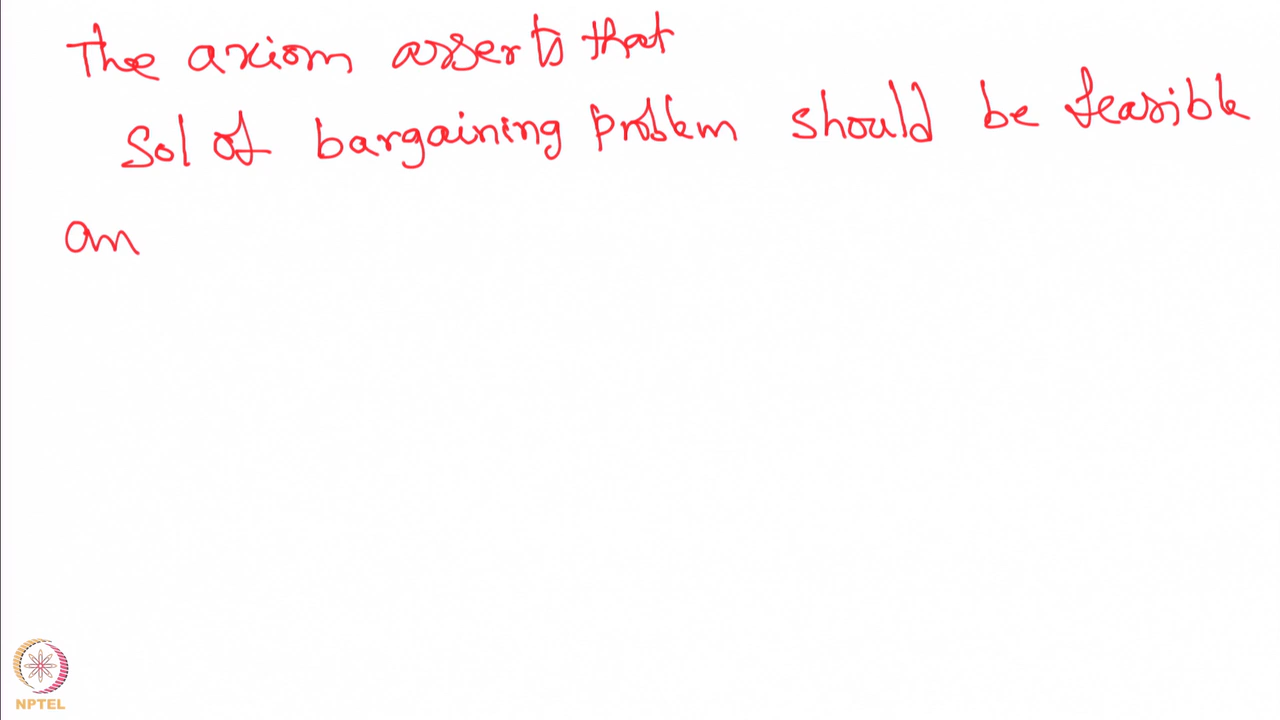 The axiom asserts that
Sol of bargaining problem should be feasible
an
NPTEL